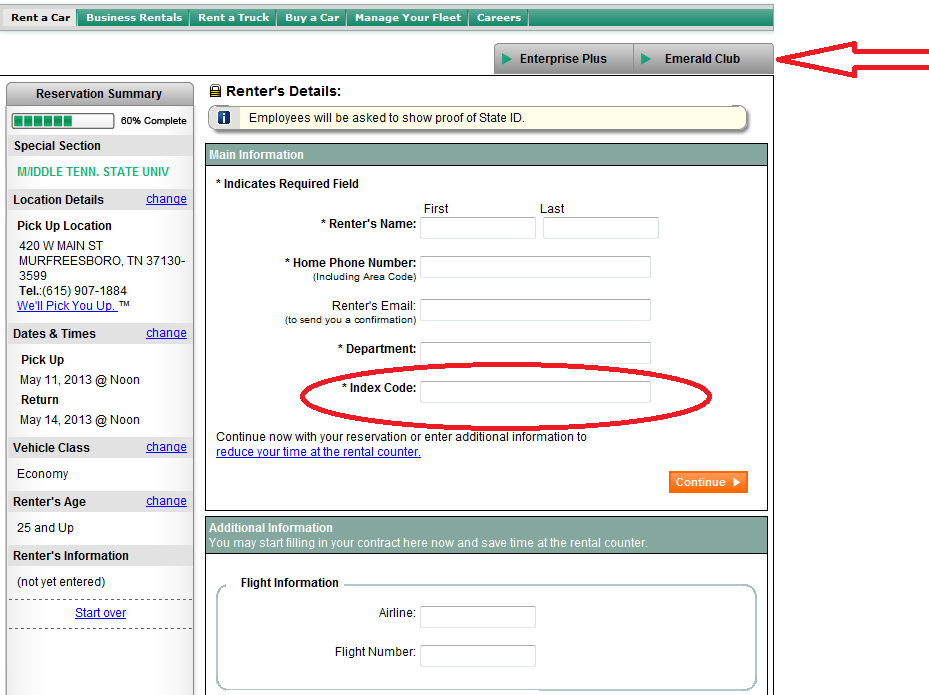 Rent a Car Business Rentals Rent a Truck Buy a Car Manage Your Fleet Careers
Enterprise Plus Emerald Club
Reservation Summary
60% Complete
Special Section
M/IDDLE TENN. STATE UNIV
Location Details change
Pick Up Location
420 W MAIN ST
MURFREESBORO, TN 37130-
3599
Tel.:(615) 907-1884
We'll Pick You Up. ™
Dates & Times change
Pick Up
May 11, 2013 @ Noon
Return
May 14, 2013 @ Noon
Vehicle Class change
Economy
Renter's Age change
25 and Up
Renter's Information
(not yet entered)
Start over
Renter's Details:
i Employees will be asked to show proof of State ID.
Main Information
* Indicates Required Field
First Last
* Renter's Name:
* Home Phone Number:
(Including Area Code)
Renter's Email:
(to send you a confirmation)
* Department:
* Index Code:
Continue now with your reservation or enter additional information to
reduce your time at the rental counter.
Continue
Additional Information
You may start filling in your contract here now and save time at the rental counter.
Flight Information
Airline:
Flight Number: